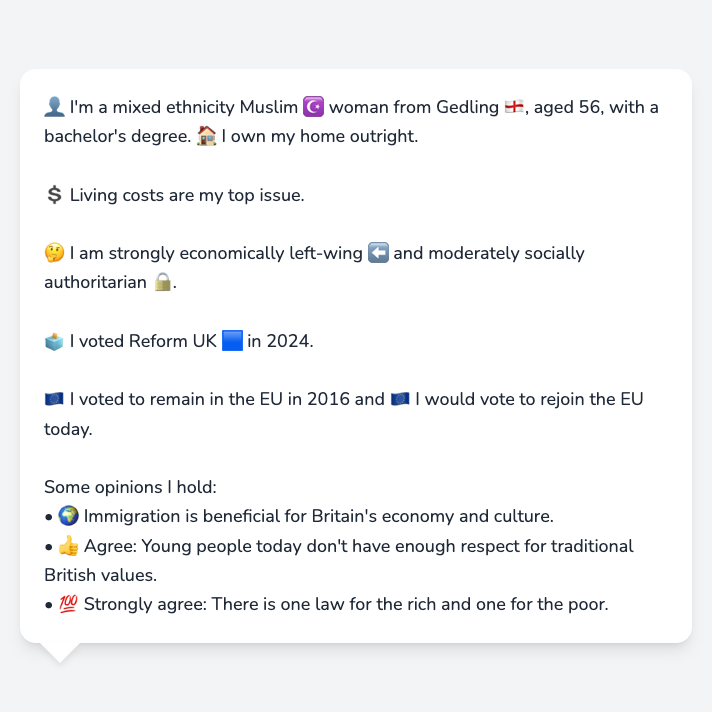 👤 I'm a mixed ethnicity Muslim ☪️ woman from Gedling 🏴󠁧󠁢󠁥󠁮󠁧󠁿, aged 56, with a
bachelor's degree. 🏠 I own my home outright.
💲 Living costs are my top issue.
🤔 I am strongly economically left-wing ⬅️ and moderately socially
authoritarian 🔒.
🗳️ I voted Reform UK 🟦 in 2024.
🇪🇺 I voted to remain in the EU in 2016 and 🇪🇺 I would vote to rejoin the EU
today.
Some opinions I hold:
• 🌍 Immigration is beneficial for Britain's economy and culture.
• 👍 Agree: Young people today don't have enough respect for traditional
British values.
• 💯 Strongly agree: There is one law for the rich and one for the poor.